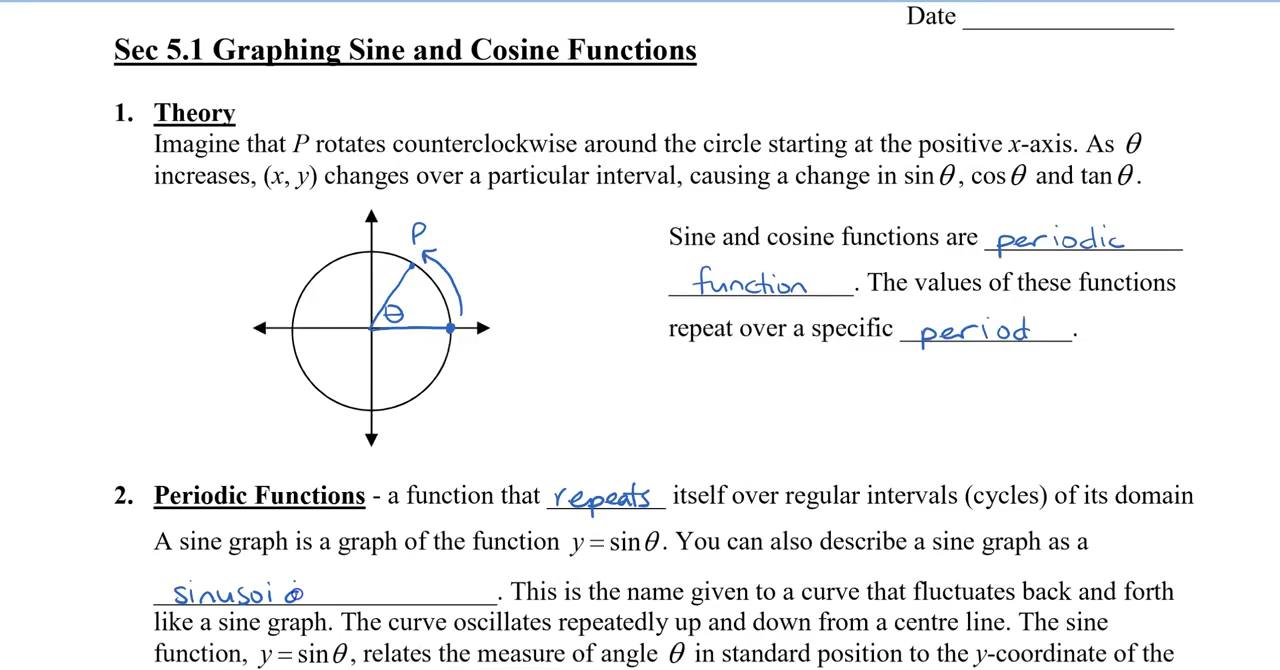 Date ________________
Sec 5.1 Graphing Sine and Cosine Functions
1. Theory
Imagine that P rotates counterclockwise around the circle starting at the positive x-axis. As θ
increases, (x, y) changes over a particular interval, causing a change in sin θ, cos θ and tan θ.
P
θ
Sine and cosine functions are periodic
function. The values of these functions
repeat over a specific period.
2. Periodic Functions - a function that repeats itself over regular intervals (cycles) of its domain
A sine graph is a graph of the function y = sin θ. You can also describe a sine graph as a
sinusoi. This is the name given to a curve that fluctuates back and forth
like a sine graph. The curve oscillates repeatedly up and down from a centre line. The sine
function, y = sin θ, relates the measure of angle θ in standard position to the y-coordinate of the